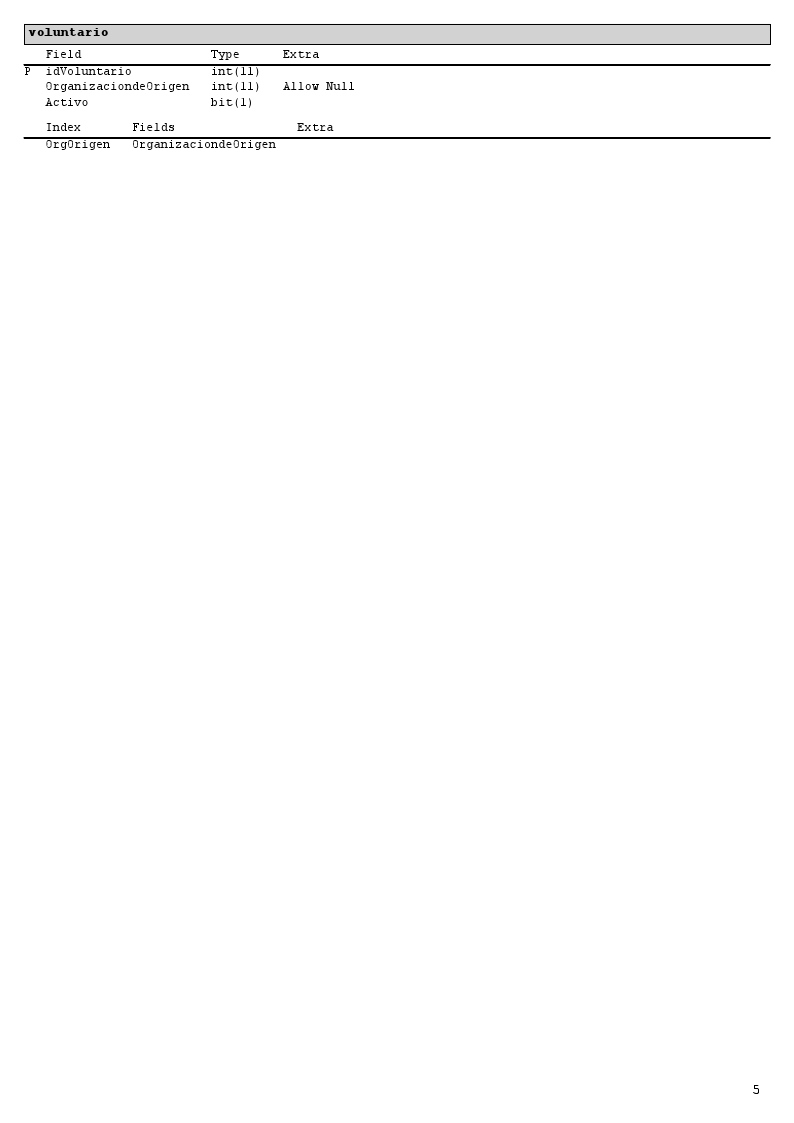 voluntario
Field Type Extra
P idVoluntario int(11)
OrganizaciondeOrigen int(11) Allow Null
Activo bit(1)
Index Fields Extra
OrgOrigen OrganizaciondeOrigen
5